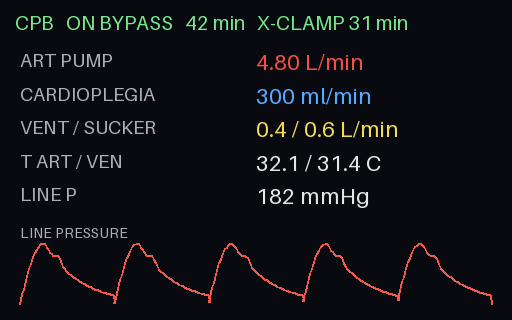 CPB ON BYPASS 42 min X-CLAMP 31 min
ART PUMP 4.80 L/min
CARDIOPLEGIA 300 ml/min
VENT / SUCKER 0.4 / 0.6 L/min
T ART / VEN 32.1 / 31.4 C
LINE P 182 mmHg
LINE PRESSURE